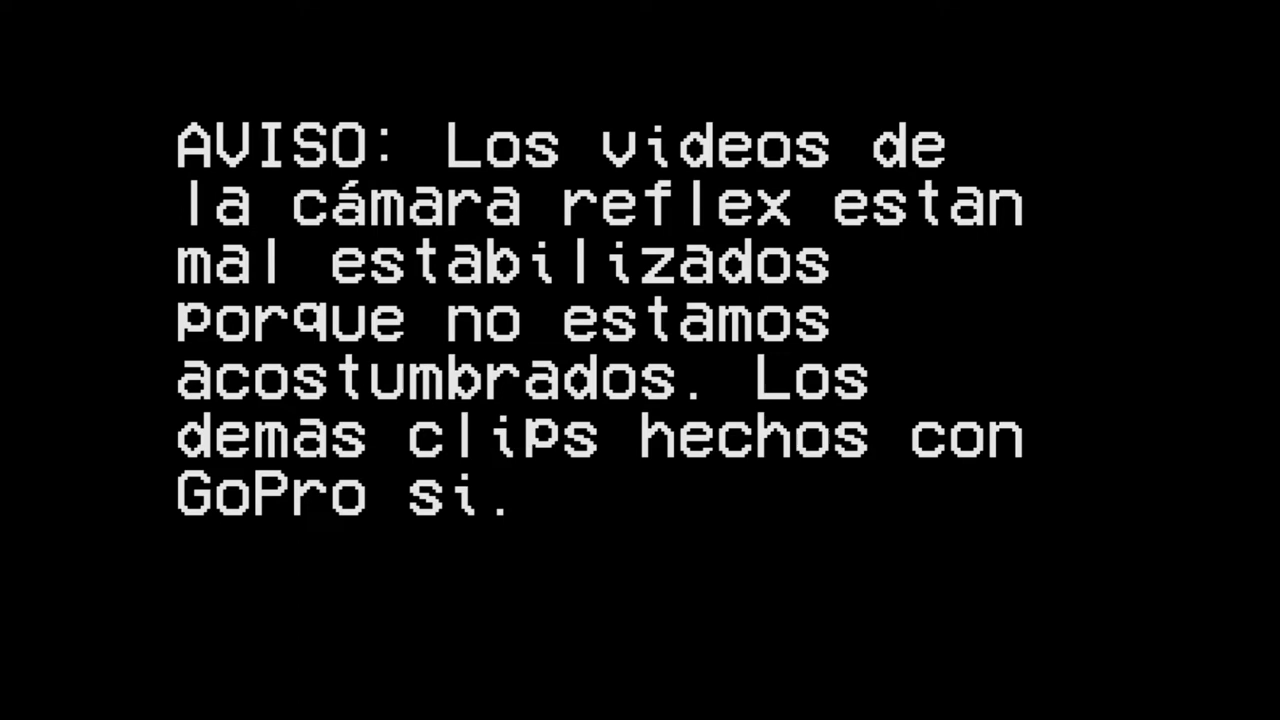 AVISO: Los videos de
la cámara reflex estan
mal estabilizados
porque no estamos
acostumbrados. Los
demas clips hechos con
GoPro si.